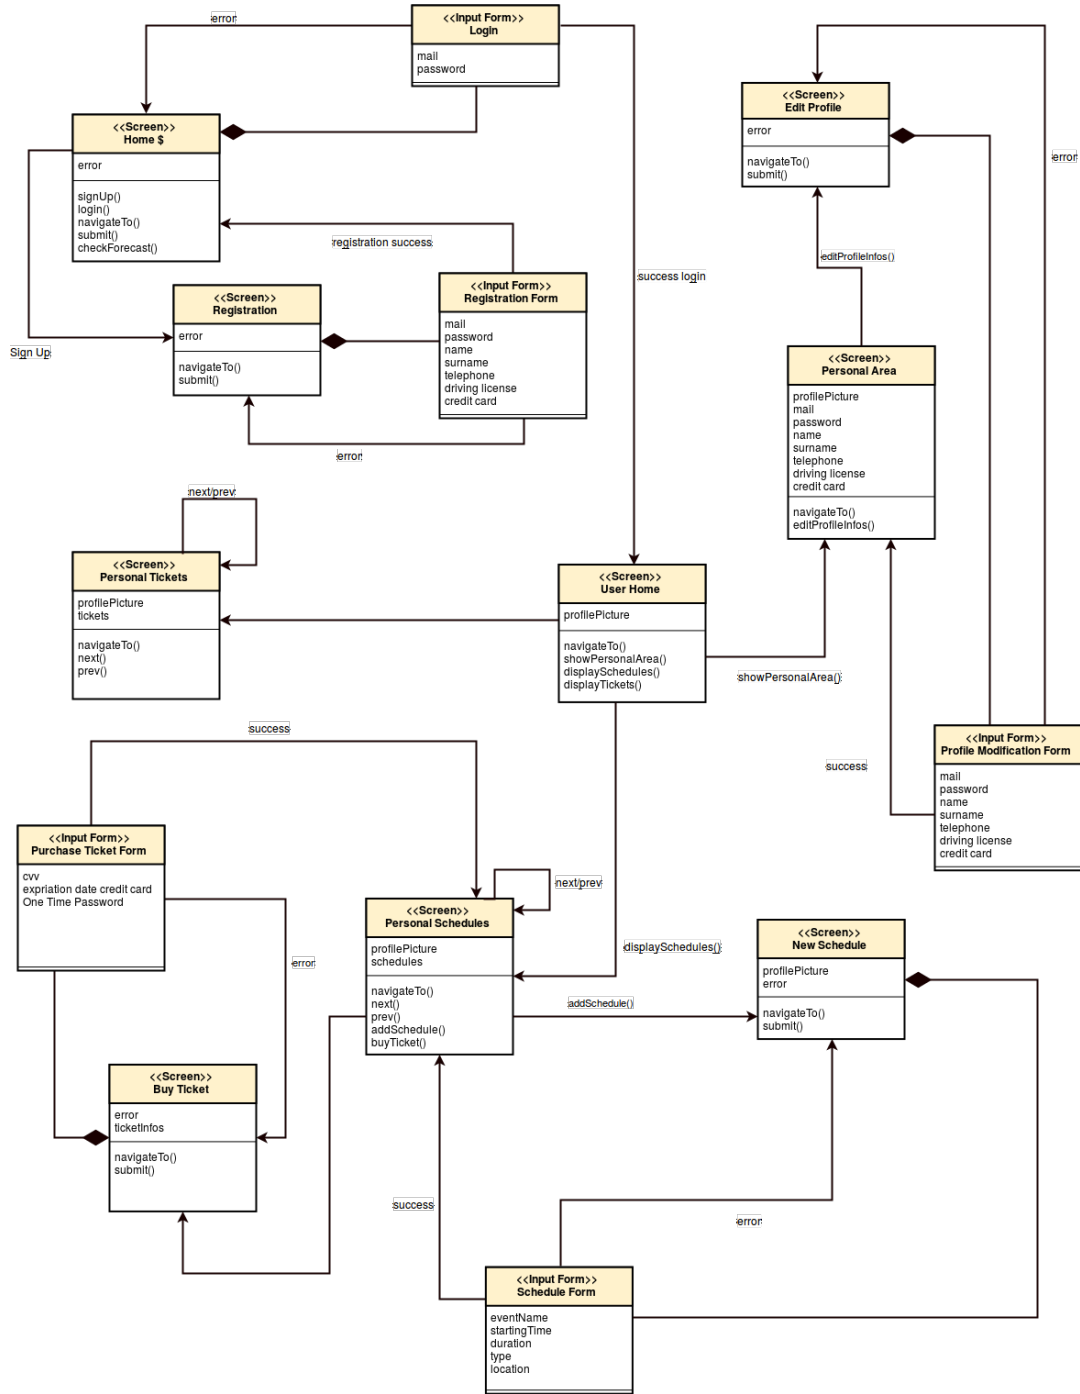 <<Input Form>>
Login
mail
password
error
<<Screen>>
Home $
error
signUp()
login()
navigateTo()
submit()
checkForecast()
<<Screen>>
Edit Profile
error
navigateTo()
submit()
error
registration success
success login
editProfileInfos()
<<Screen>>
Registration
error
navigateTo()
submit()
<<Input Form>>
Registration Form
mail
password
name
surname
telephone
driving license
credit card
Sign Up
error
<<Screen>>
Personal Area
profilePicture
mail
password
name
surname
telephone
driving license
credit card
navigateTo()
editProfileInfos()
next/prev
<<Screen>>
Personal Tickets
profilePicture
tickets
navigateTo()
next()
prev()
<<Screen>>
User Home
profilePicture
navigateTo()
showPersonalArea()
displaySchedules()
displayTickets()
showPersonalArea()
success
<<Input Form>>
Profile Modification Form
mail
password
name
surname
telephone
driving license
credit card
success
<<Input Form>>
Purchase Ticket Form
cvv
expriation date credit card
One Time Password
error
next/prev
<<Screen>>
Personal Schedules
profilePicture
schedules
navigateTo()
next()
prev()
addSchedule()
buyTicket()
displaySchedules()
addSchedule()
<<Screen>>
New Schedule
profilePicture
error
navigateTo()
submit()
<<Screen>>
Buy Ticket
error
ticketInfos
navigateTo()
submit()
success
error
<<Input Form>>
Schedule Form
eventName
startingTime
duration
type
location